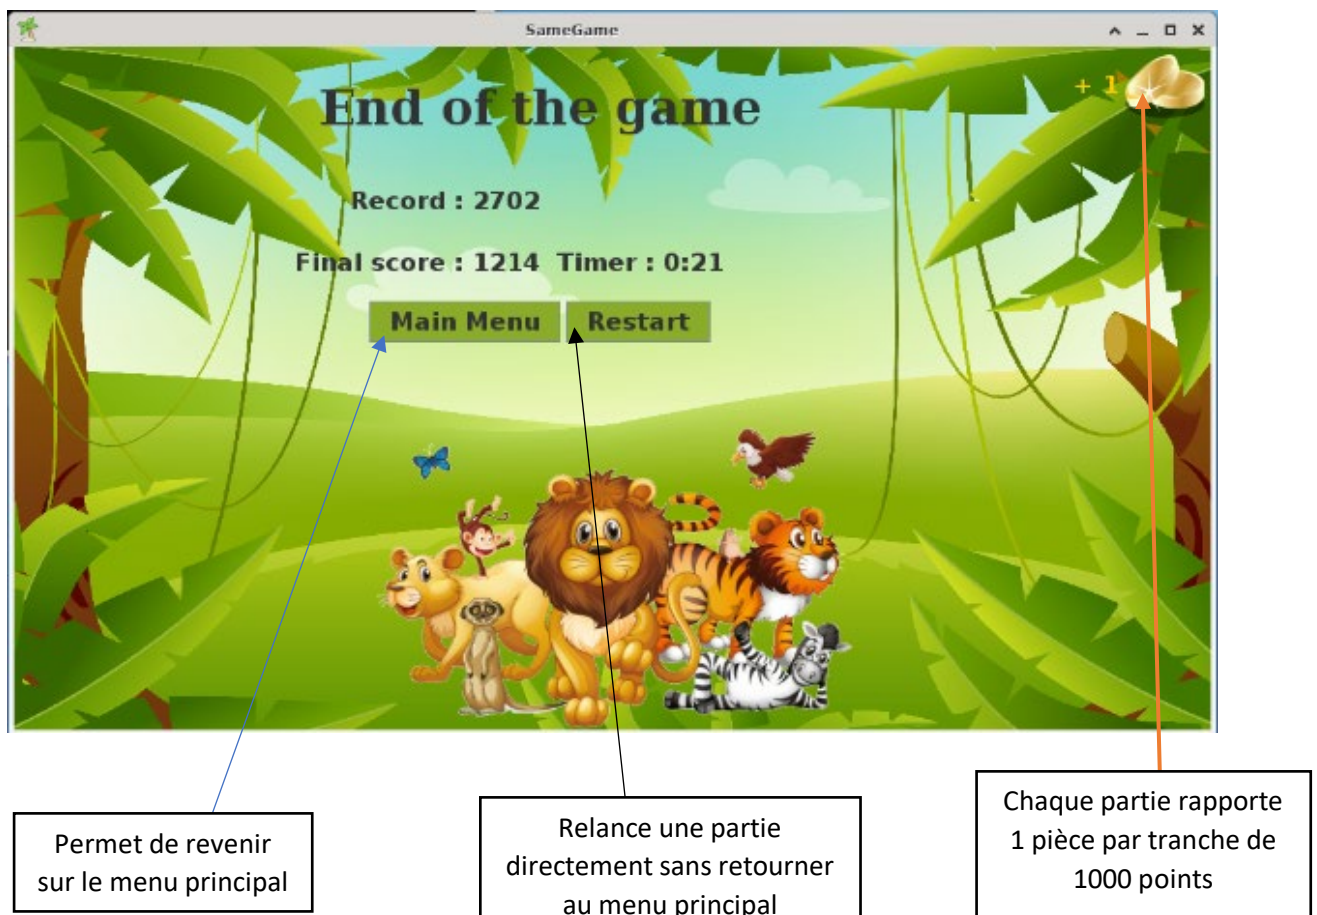 SameGame
+ 1
End of the game
Record : 2702
Final score : 1214 Timer : 0:21
Main Menu Restart
Permet de revenir
sur le menu principal
Relance une partie
directement sans retourner
au menu principal
Chaque partie rapporte
1 pièce par tranche de
1000 points